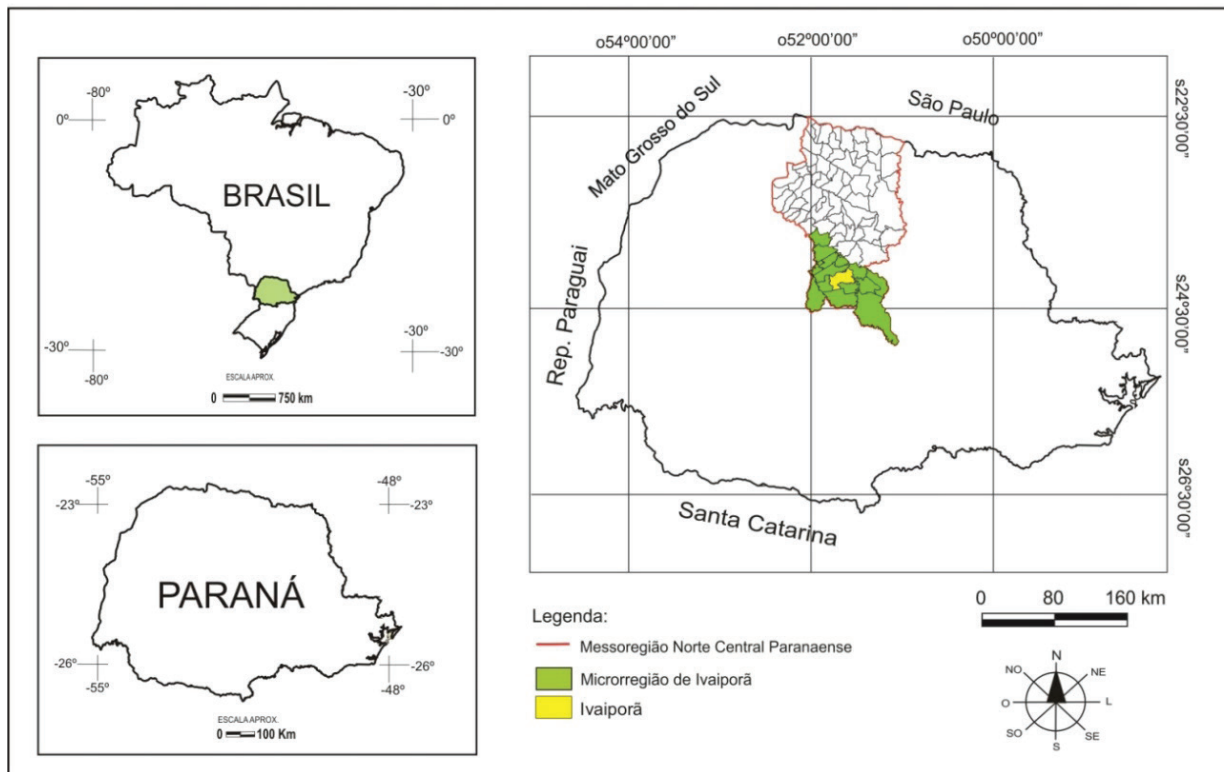 -80º
-30º
0º
0º
BRASIL
-30º
-30º
-30º
-80º
ESCALA APROX.
0 750 km
-55º
-48º
-23º
-23º
PARANÁ
-26º
-26º
-55º
-48º
ESCALA APROX.
0 100 Km
o54º00'00"
o52º00'00"
o50º00'00"
Mato Grosso do Sul
São Paulo
s22º30'00"
Rep. Paraguai
s24º30'00"
s26º30'00"
Santa Catarina
Legenda:
Messoregião Norte Central Paranaense
Microrregião de Ivaiporã
Ivaiporã
0 80 160 km
N
NO
NE
O
L
SO
SE
S